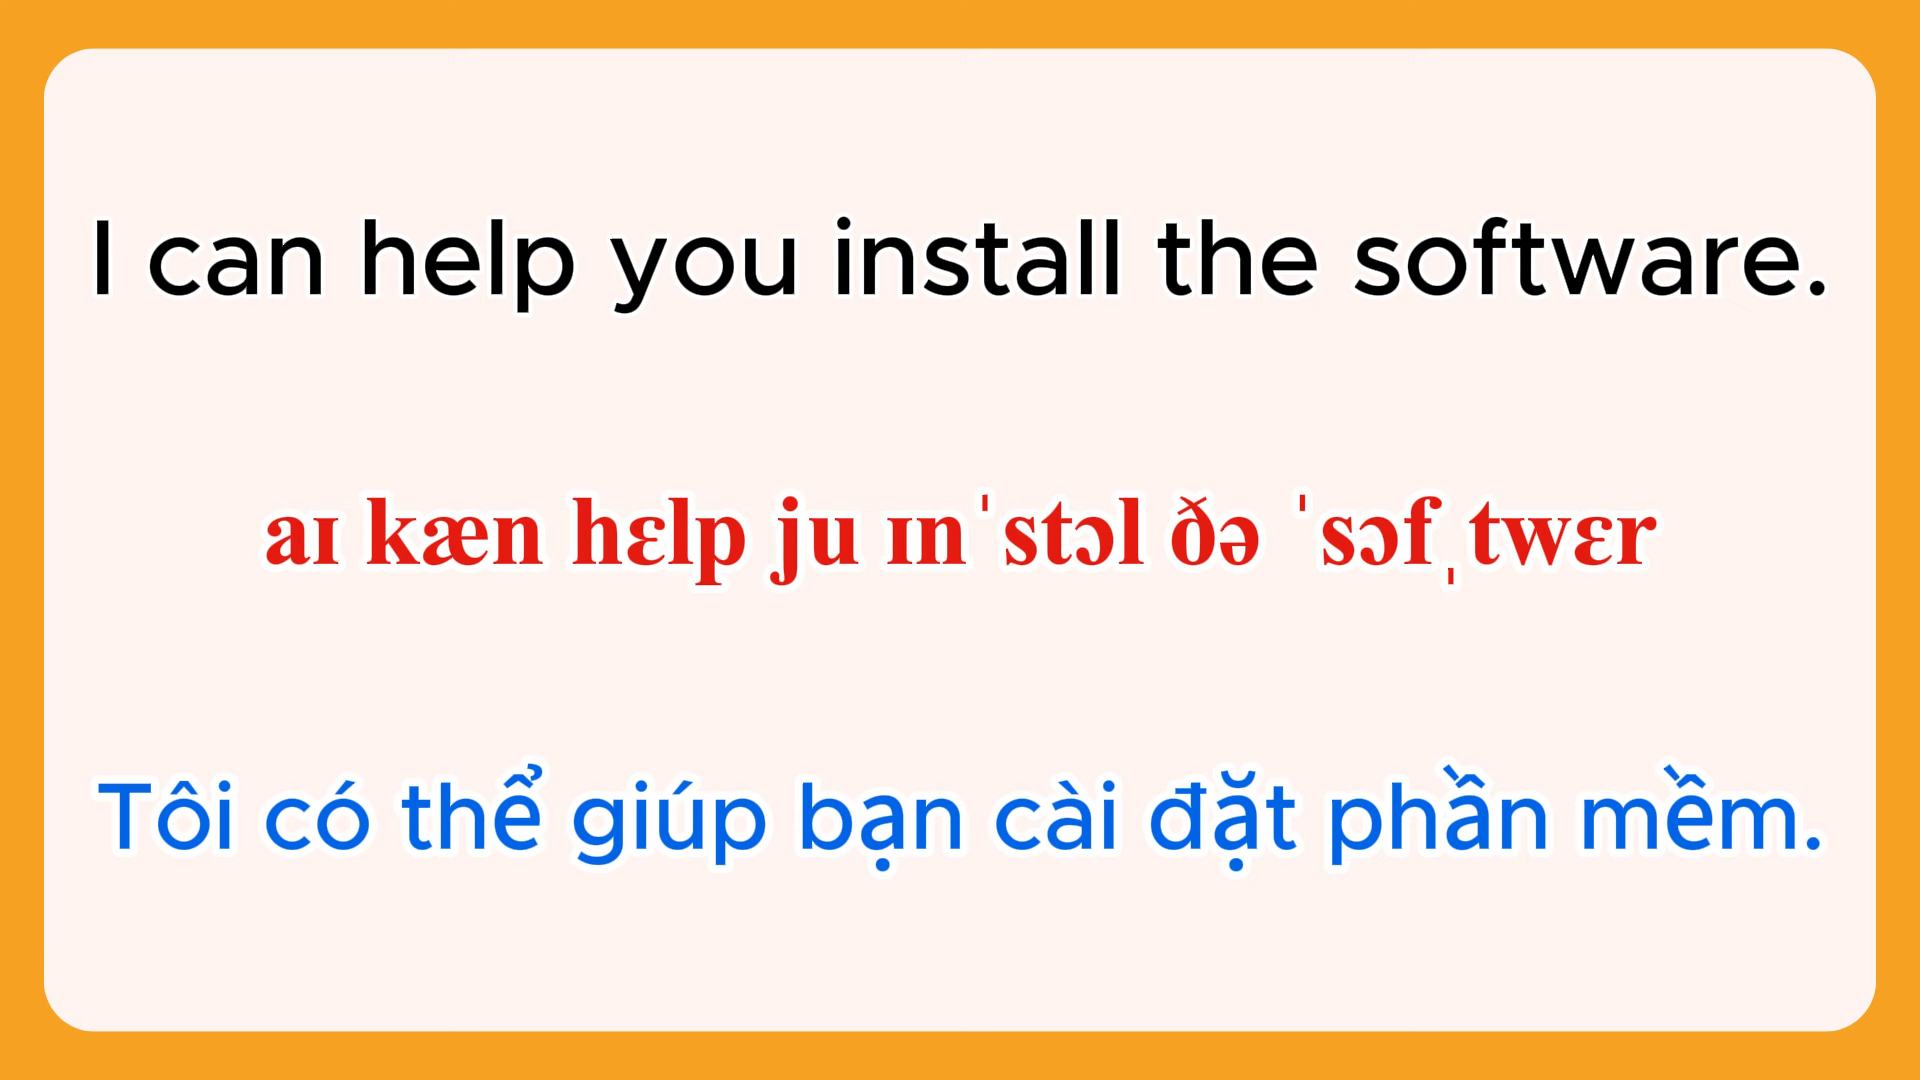 I can help you install the software.
aɪ kæn hɛlp ju ɪnˈstɔl ðə ˈsɔfˌtwɛr
Tôi có thể giúp bạn cài đặt phần mềm.